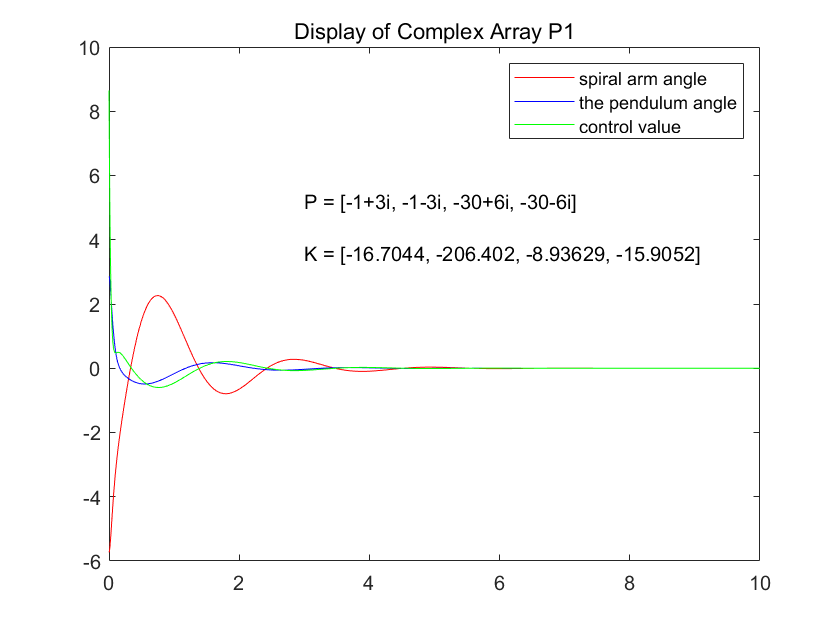 Display of Complex Array P1
10
8
6
4
2
0
-2
-4
-6
spiral arm angle
the pendulum angle
control value
P = [-1+3i, -1-3i, -30+6i, -30-6i]
K = [-16.7044, -206.402, -8.93629, -15.9052]
0 2 4 6 8 10